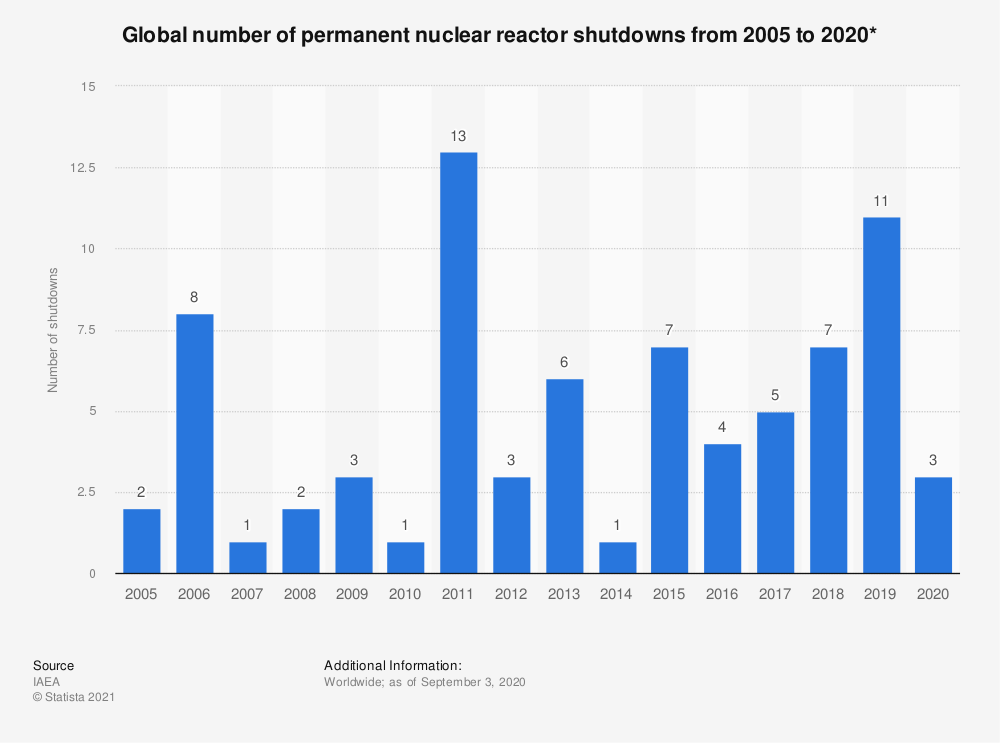 Global number of permanent nuclear reactor shutdowns from 2005 to 2020*
Number of shutdowns
15
12.5
10
7.5
5
2.5
0
2
8
1
2
3
1
13
3
6
1
7
4
5
7
11
3
2005 2006 2007 2008 2009 2010 2011 2012 2013 2014 2015 2016 2017 2018 2019 2020
Source
IAEA
© Statista 2021
Additional Information:
Worldwide; as of September 3, 2020